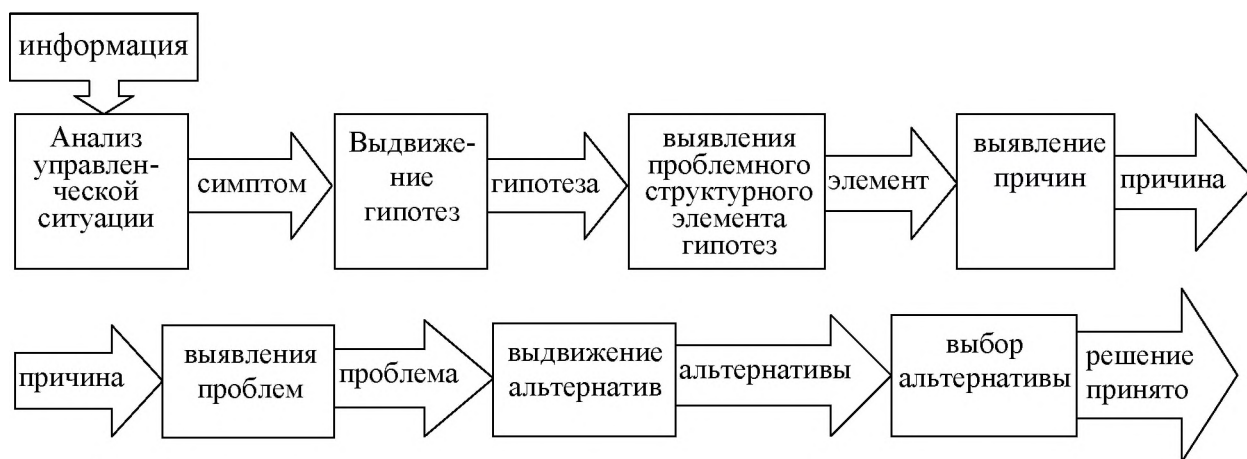 информация
Анализ
управлен-
ческой
ситуации
симптом
Выдвиже-
ние
гипотез
гипотеза
выявления
проблемного
структурного
элемента
гипотез
элемент
выявление
причин
причина
причина
выявления
проблем
проблема
выдвижение
альтернатив
альтернативы
выбор
альтернативы
решение
принято